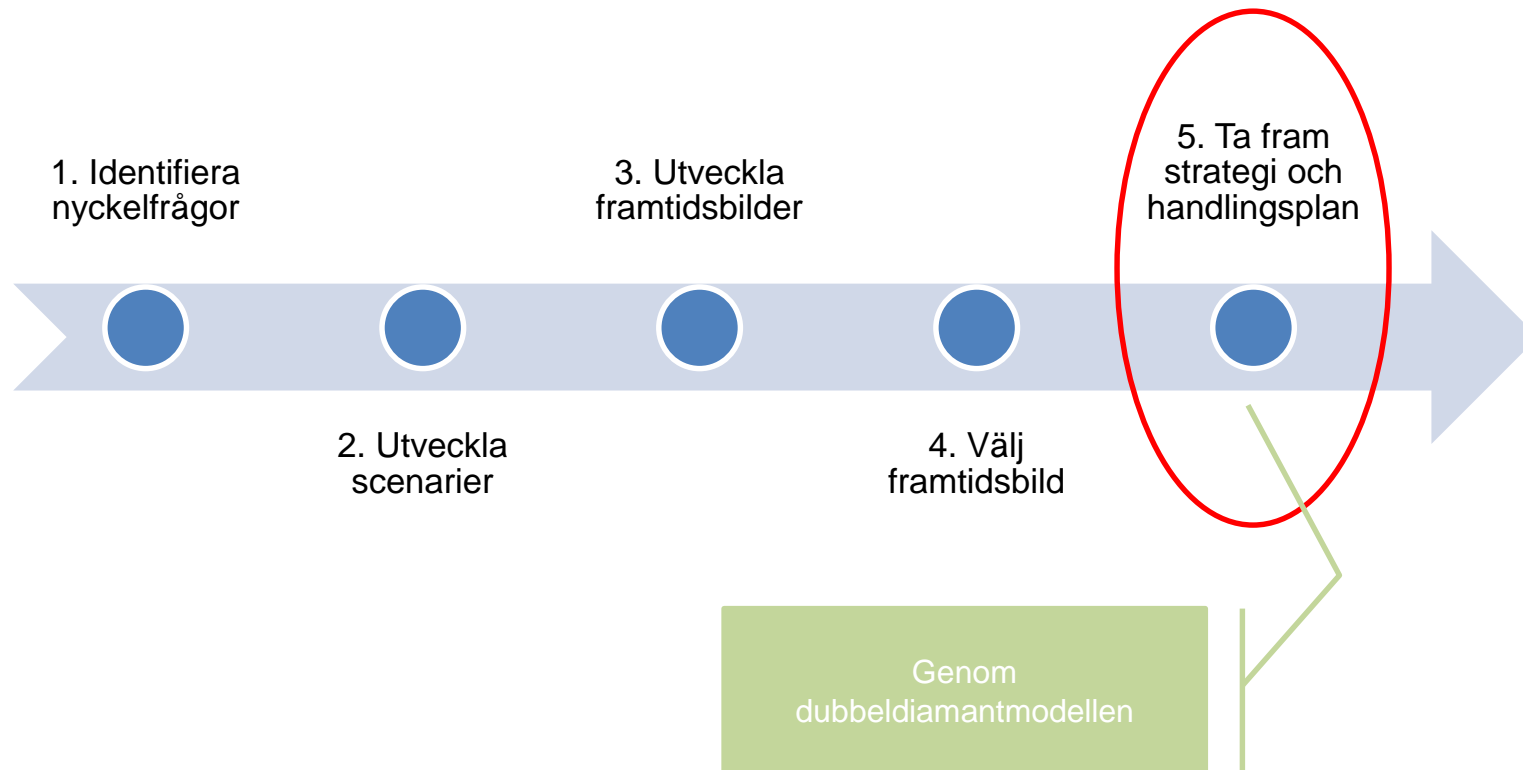 1. Identifiera
nyckelfrågor
2. Utveckla
scenarier
3. Utveckla
framtidsbilder
4. Välj
framtidsbild
5. Ta fram
strategi och
handlingsplan
Genom
dubbeldiamantmodellen